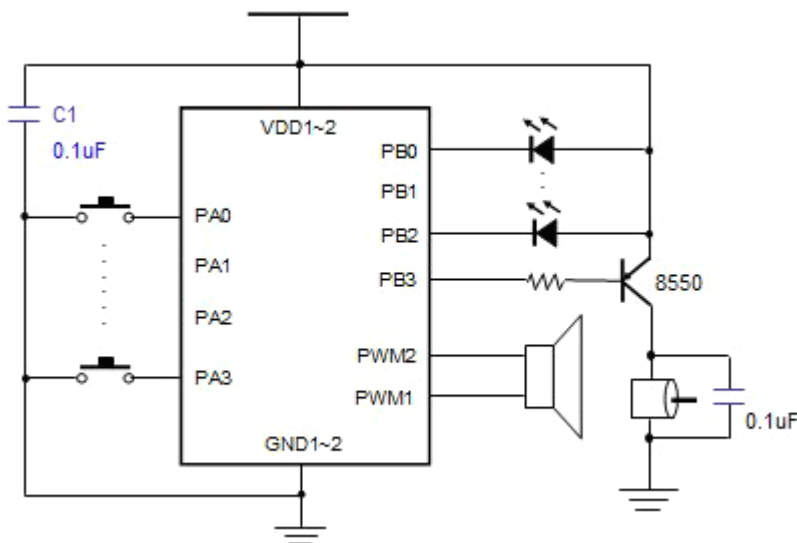 C1
0.1uF
VDD1~2
PB0
PB1
PA0
PB2
PA1
PB3
8550
PA2
PWM2
PA3
PWM1
0.1uF
GND1~2